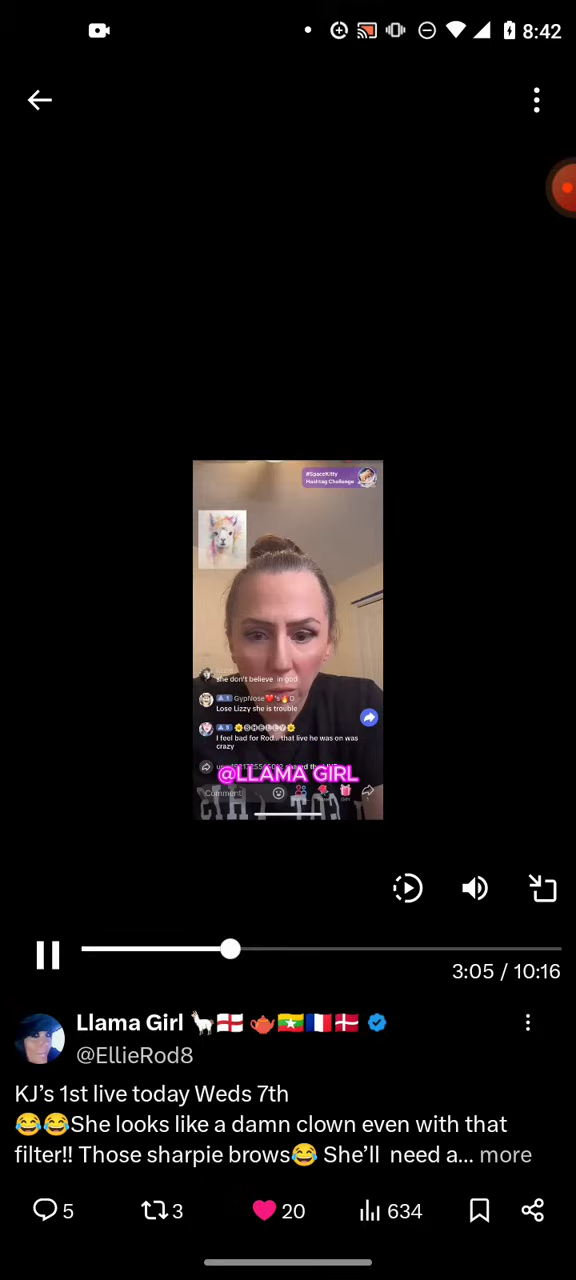 8:42
#SpaceKitty
Hashtag Challenge
she don't believe in god
GypNose❤️'s🔥D
Lose Lizzy she is trouble
🌼🅢🅗🅔🅛🅛🅨🌼
I feel bad for Rod... that live he was on was
crazy
@LLAMA GIRL
Comment
3:05 / 10:16
Llama Girl 🦙🏴󠁧󠁢󠁥󠁮󠁧󠁿 🫖🇲🇲🇫🇷🇩🇰
@EllieRod8
KJ’s 1st live today Weds 7th
😂😂She looks like a damn clown even with that
filter!! Those sharpie brows😂 She’ll need a... more
5
3
20
634